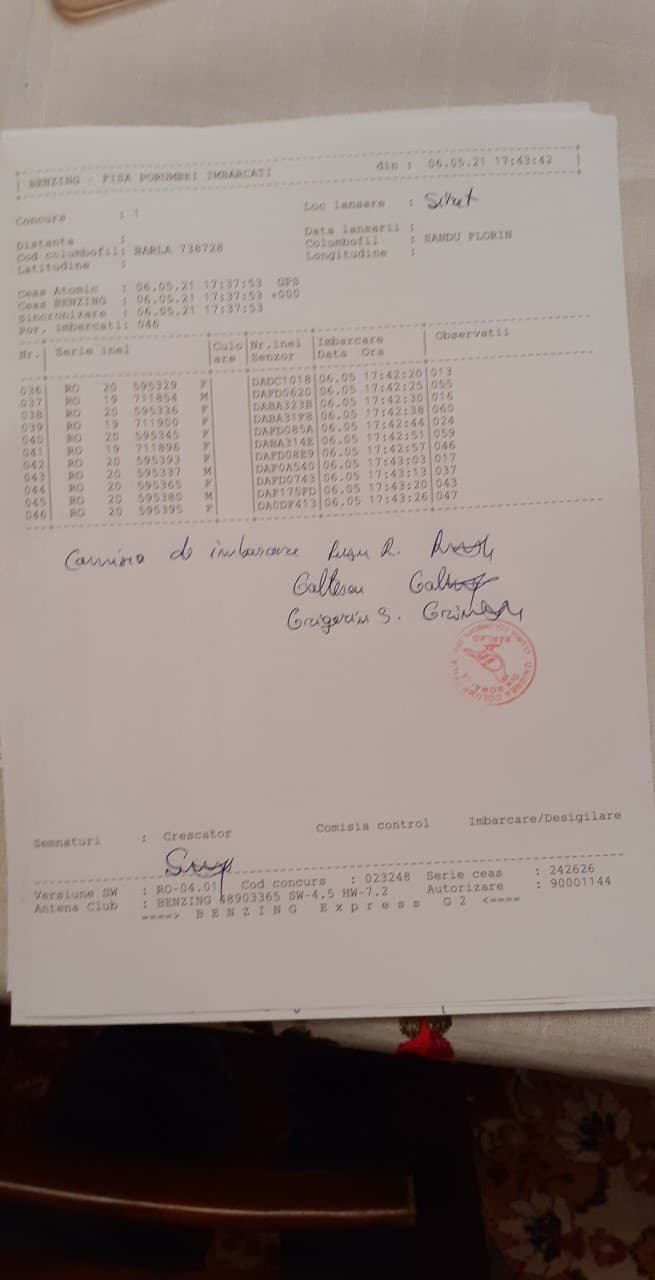 BENZING - FISA PORUMBEI IMBARCATI din : 06.05.21 17:43:42
Concurs : 1 Loc lansare : Siret
Distanta : Data lansarii :
Cod columbofil: BARLA 738728 Columbofil : SANDU FLORIN
Latitudine : Longitudine :
Ceas Atomic : 06.05.21 17:37:53 GPS
Ceas BENZING : 06.05.21 17:37:53 +000
Sincronizare : 06.05.21 17:37:53
Por. imbarcati: 046
Nr. Serie inel Culo Nr.inel Imbarcare Observatii
are Senzor Data Ora
036 RO 20 595329 F DADC1018 06.05 17:42:20 013
037 RO 19 711854 M DAFD0620 06.05 17:42:25 055
038 RO 20 595336 F DABA323B 06.05 17:42:30 016
039 RO 19 711900 F DABA31F8 06.05 17:42:38 060
040 RO 20 595345 F DAFD085A 06.05 17:42:44 024
041 RO 19 711896 F DABA314E 06.05 17:42:51 059
042 RO 20 595393 F DAFD08E9 06.05 17:42:57 046
043 RO 20 595337 M DAF0A540 06.05 17:43:03 017
044 RO 20 595365 F DAFD0743 06.05 17:43:13 037
045 RO 20 595380 M DAF175FD 06.05 17:43:20 043
046 RO 20 595395 F DA0DF413 06.05 17:43:26 047
Comisia de imbarcare Rusu R.
Galtescu
S.
BARLAD
Semnaturi : Crescator Comisia control Imbarcare/Desigilare
Versiune SW : RO-04.01 Cod concurs : 023248 Serie ceas : 242626
Antena Club : BENZING 48903365 SW-4.5 HW-7.2 Autorizare : 90001144
====> B E N Z I N G E x p r e s s G 2 <====